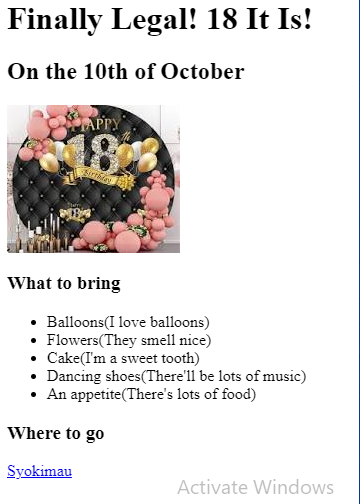 Finally Legal! 18 It Is!
On the 10th of October
HAPPY
18th
Birthday
18
What to bring
Balloons(I love balloons)
Flowers(They smell nice)
Cake(I'm a sweet tooth)
Dancing shoes(There'll be lots of music)
An appetite(There's lots of food)
Where to go
Syokimau
Activate Windows